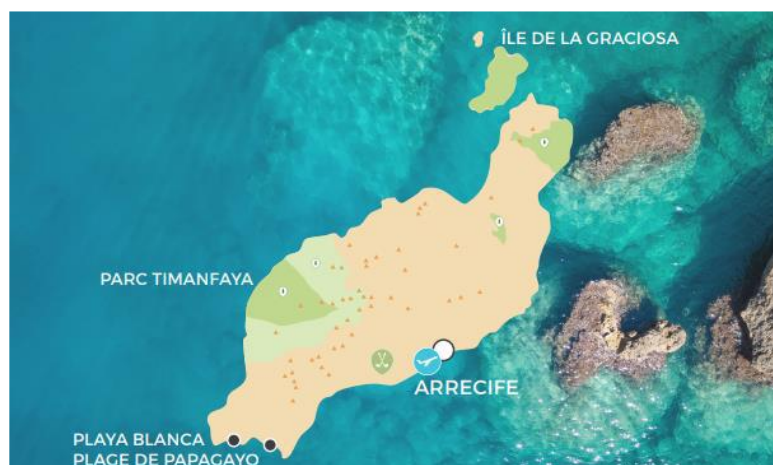 ÎLE DE LA GRACIOSA
PARC TIMANFAYA
ARRECIFE
PLAYA BLANCA
PLAGE DE PAPAGAYO